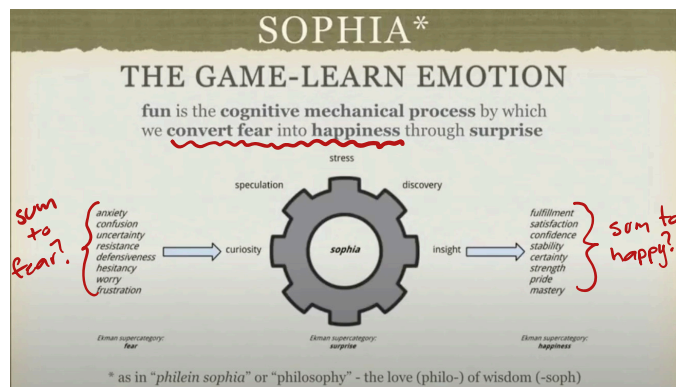 SOPHIA*
THE GAME-LEARN EMOTION
fun is the cognitive mechanical process by which
we convert fear into happiness through surprise
stress
speculation
discovery
curiosity
sophia
insight
sum
to
fear?
anxiety
confusion
uncertainty
resistance
defensiveness
hesitancy
worry
frustration
fulfillment
satisfaction
confidence
stability
certainty
strength
pride
mastery
sum to
happy?
Ekman supercategory:
fear
Ekman supercategory:
surprise
Ekman supercategory:
happiness
* as in “philein sophia” or “philosophy” - the love (philo-) of wisdom (-soph)